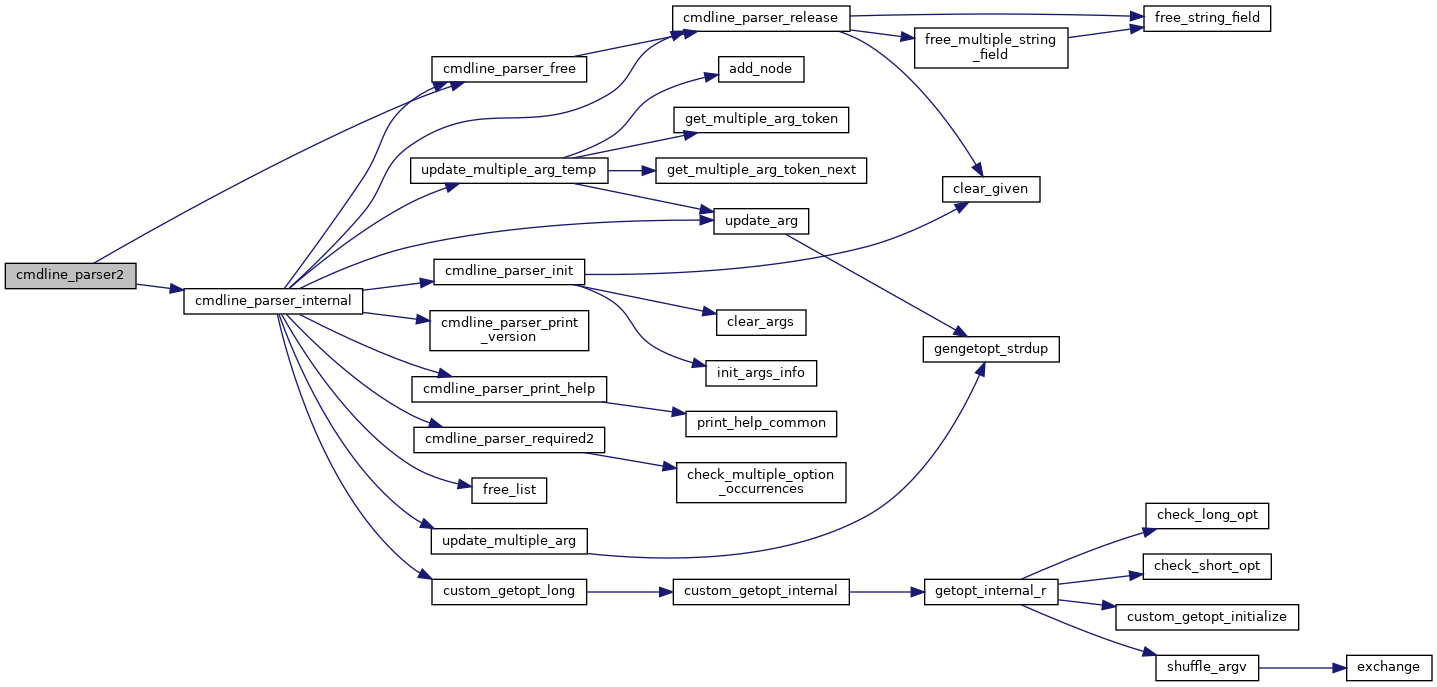 cmdline_parser2
cmdline_parser_internal
cmdline_parser_free
update_multiple_arg_temp
cmdline_parser_init
cmdline_parser_print
_version
cmdline_parser_print_help
cmdline_parser_required2
free_list
update_multiple_arg
custom_getopt_long
cmdline_parser_release
add_node
get_multiple_arg_token
get_multiple_arg_token_next
update_arg
clear_args
init_args_info
print_help_common
check_multiple_option
_occurrences
custom_getopt_internal
free_multiple_string
_field
clear_given
gengetopt_strdup
getopt_internal_r
free_string_field
check_long_opt
check_short_opt
custom_getopt_initialize
shuffle_argv
exchange